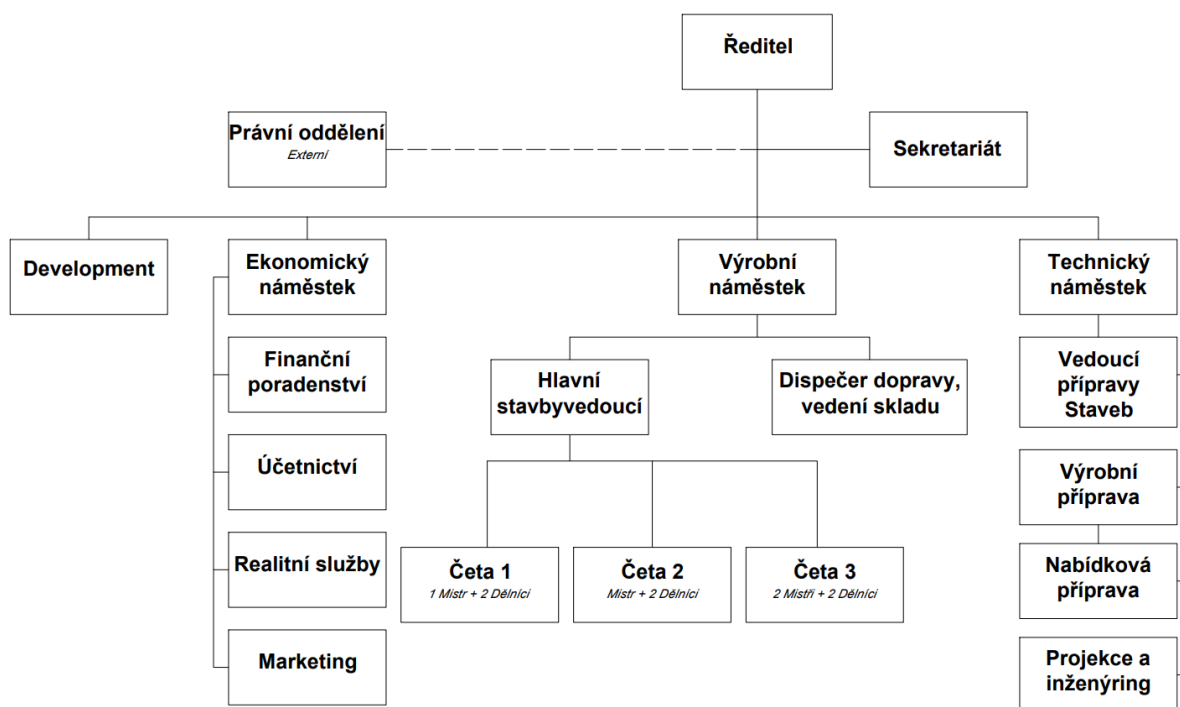 Ředitel
Právní oddělení
Externí
Sekretariát
Development
Ekonomický
náměstek
Výrobní
náměstek
Technický
náměstek
Finanční
poradenství
Hlavní
stavbyvedoucí
Dispečer dopravy,
vedení skladu
Vedoucí
přípravy
Staveb
Účetnictví
Výrobní
příprava
Realitní služby
Četa 1
1 Mistr + 2 Dělníci
Četa 2
Mistr + 2 Dělníci
Četa 3
2 Mistři + 2 Dělníci
Nabídková
příprava
Marketing
Projekce a
inženýring